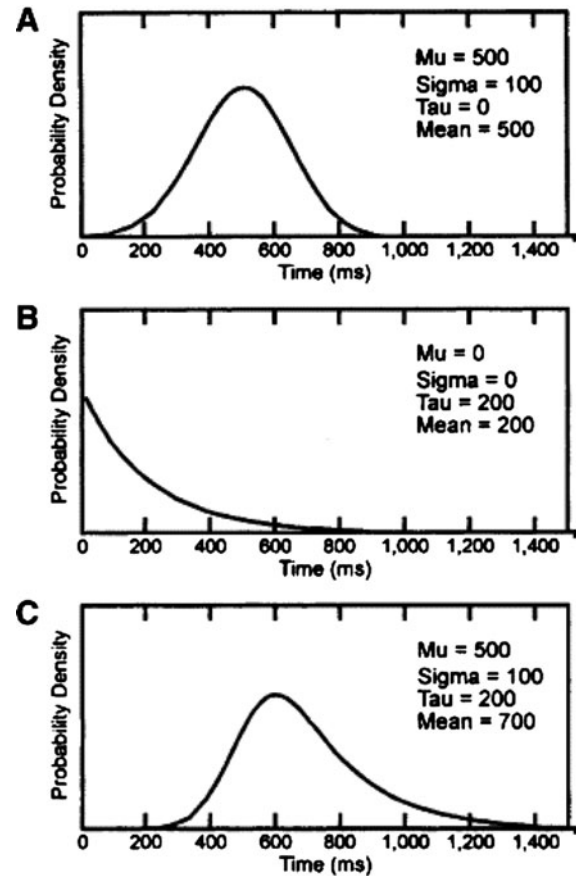 A
Probability Density
Mu = 500
Sigma = 100
Tau = 0
Mean = 500
0 200 400 600 800 1,000 1,200 1,400
Time (ms)
B
Probability Density
Mu = 0
Sigma = 0
Tau = 200
Mean = 200
0 200 400 600 800 1,000 1,200 1,400
Time (ms)
C
Probability Density
Mu = 500
Sigma = 100
Tau = 200
Mean = 700
0 200 400 600 800 1,000 1,200 1,400
Time (ms)